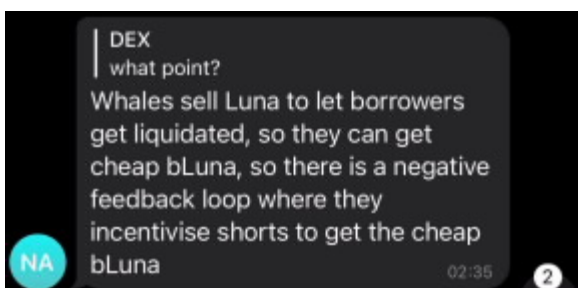 DEX
what point?
Whales sell Luna to let borrowers
get liquidated, so they can get
cheap bLuna, so there is a negative
feedback loop where they
incentivise shorts to get the cheap
bLuna
02:35
NA
2